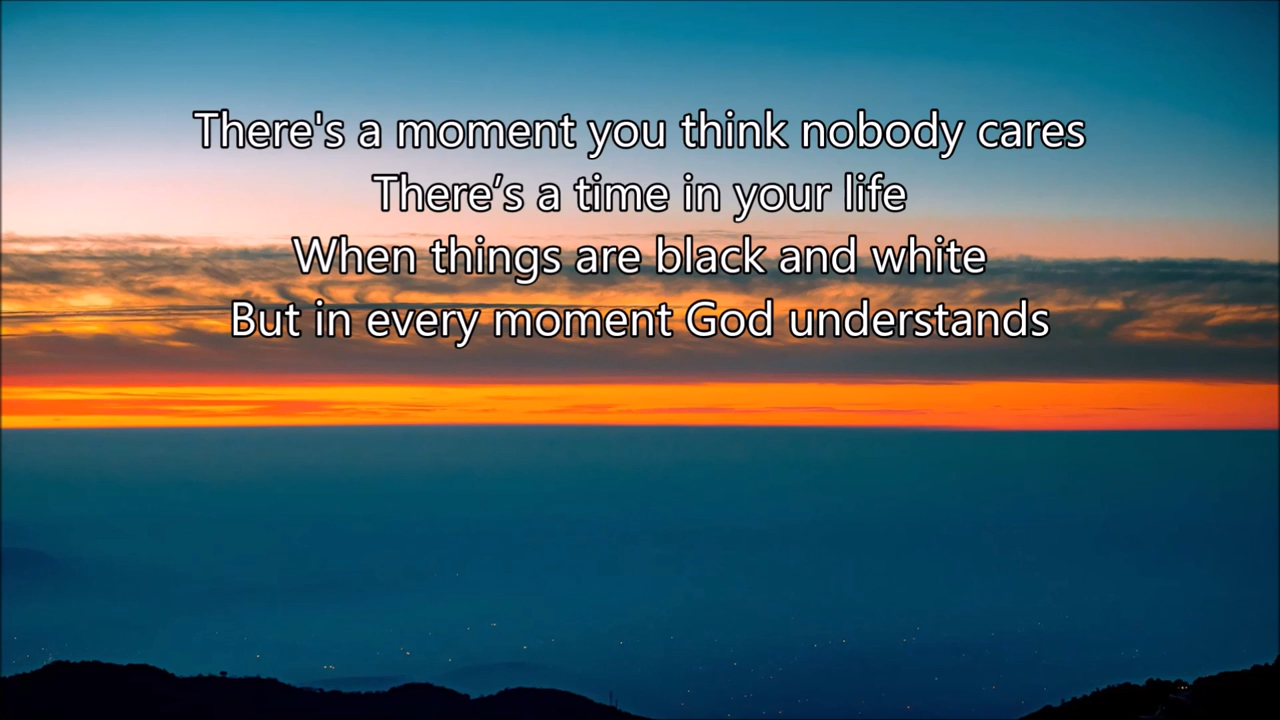 There's a moment you think nobody cares
There’s a time in your life
When things are black and white
But in every moment God understands